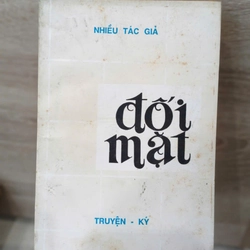 NHIỀU TÁC GIẢ
đối
mặt
TRUYỆN - KÝ